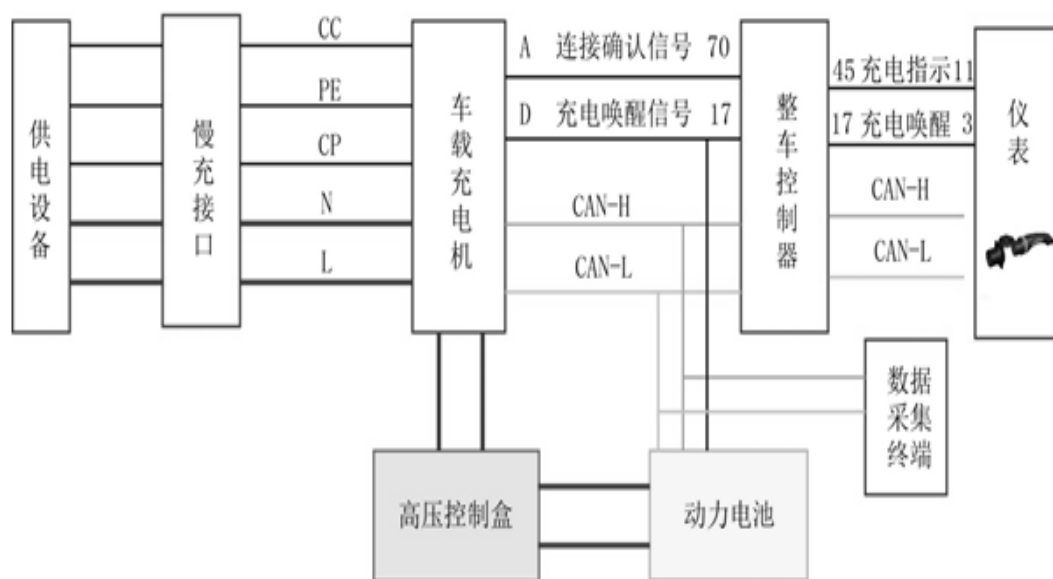 供电设备
慢充接口
CC
PE
CP
N
L
车载充电机
A 连接确认信号 70
D 充电唤醒信号 17
CAN-H
CAN-L
整车控制器
45 充电指示 11
17 充电唤醒 3
CAN-H
CAN-L
仪表
数据
采集
终端
高压控制盒
动力电池